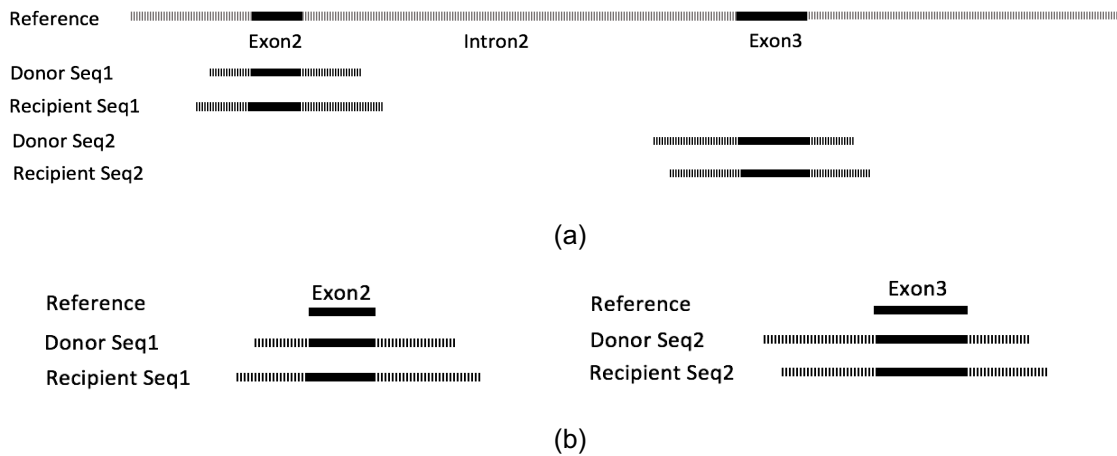 Reference
Exon2 Intron2 Exon3
Donor Seq1
Recipient Seq1
Donor Seq2
Recipient Seq2
(a)
Exon2
Reference
Donor Seq1
Recipient Seq1
Exon3
Reference
Donor Seq2
Recipient Seq2
(b)